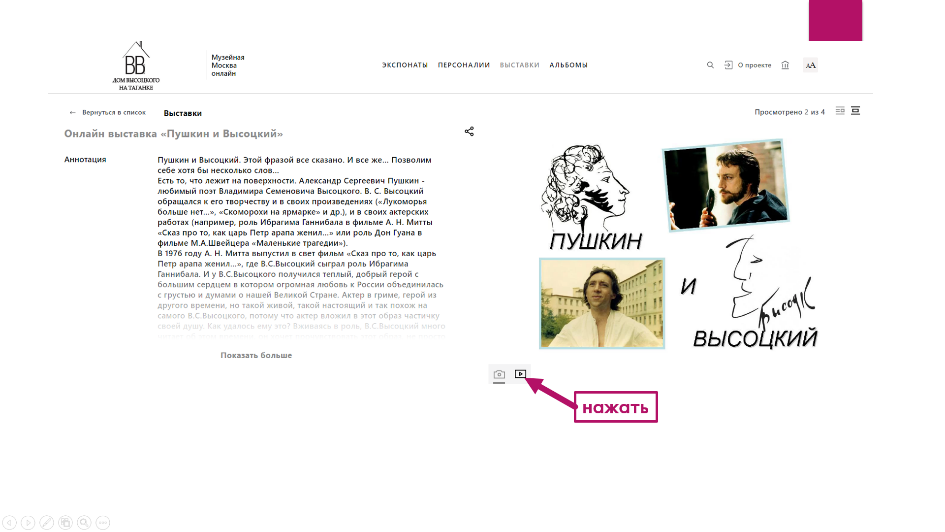 ВВ
ДОМ ВЫСОЦКОГО
НА ТАГАНКЕ
Музейная
Москва
онлайн
ЭКСПОНАТЫ ПЕРСОНАЛИИ ВЫСТАВКИ АЛЬБОМЫ
О проекте
АА
← Вернуться в список
Выставки
Просмотрено 2 из 4
Онлайн выставка «Пушкин и Высоцкий»
Аннотация
Пушкин и Высоцкий. Этой фразой все сказано. И все же... Позволим
себе хотя бы несколько слов...
Есть то, что лежит на поверхности. Александр Сергеевич Пушкин -
любимый поэт Владимира Семеновича Высоцкого. В. С. Высоцкий
обращался к его творчеству и в своих произведениях («Лукоморья
больше нет...», «Скоморохи на ярмарке» и др.), и в своих актерских
работах (например, роль Ибрагима Ганнибала в фильме А. Н. Митты
«Сказ про то, как царь Петр арапа женил...» или роль Дон Гуана в
фильме М.А.Швейцера «Маленькие трагедии»).
В 1976 году А. Н. Митта выпустил в свет фильм «Сказ про то, как царь
Петр арапа женил...», где В.С.Высоцкий сыграл роль Ибрагима
Ганнибала. И у В.С.Высоцкого получился теплый, добрый герой с
большим сердцем в котором огромная любовь к России объединилась
с грустью и думами о нашей Великой Стране. Актер в гриме, герой из
другого времени, но такой живой, такой настоящий и так похож на
самого В.С.Высоцкого, потому что актер вложил в этот образ частичку
своей душу. Как удалось ему это? Вживаясь в роль, В.С.Высоцкий много
Показать больше
ПУШКИН
И
Высоцк
ВЫСОЦКИЙ
нажать